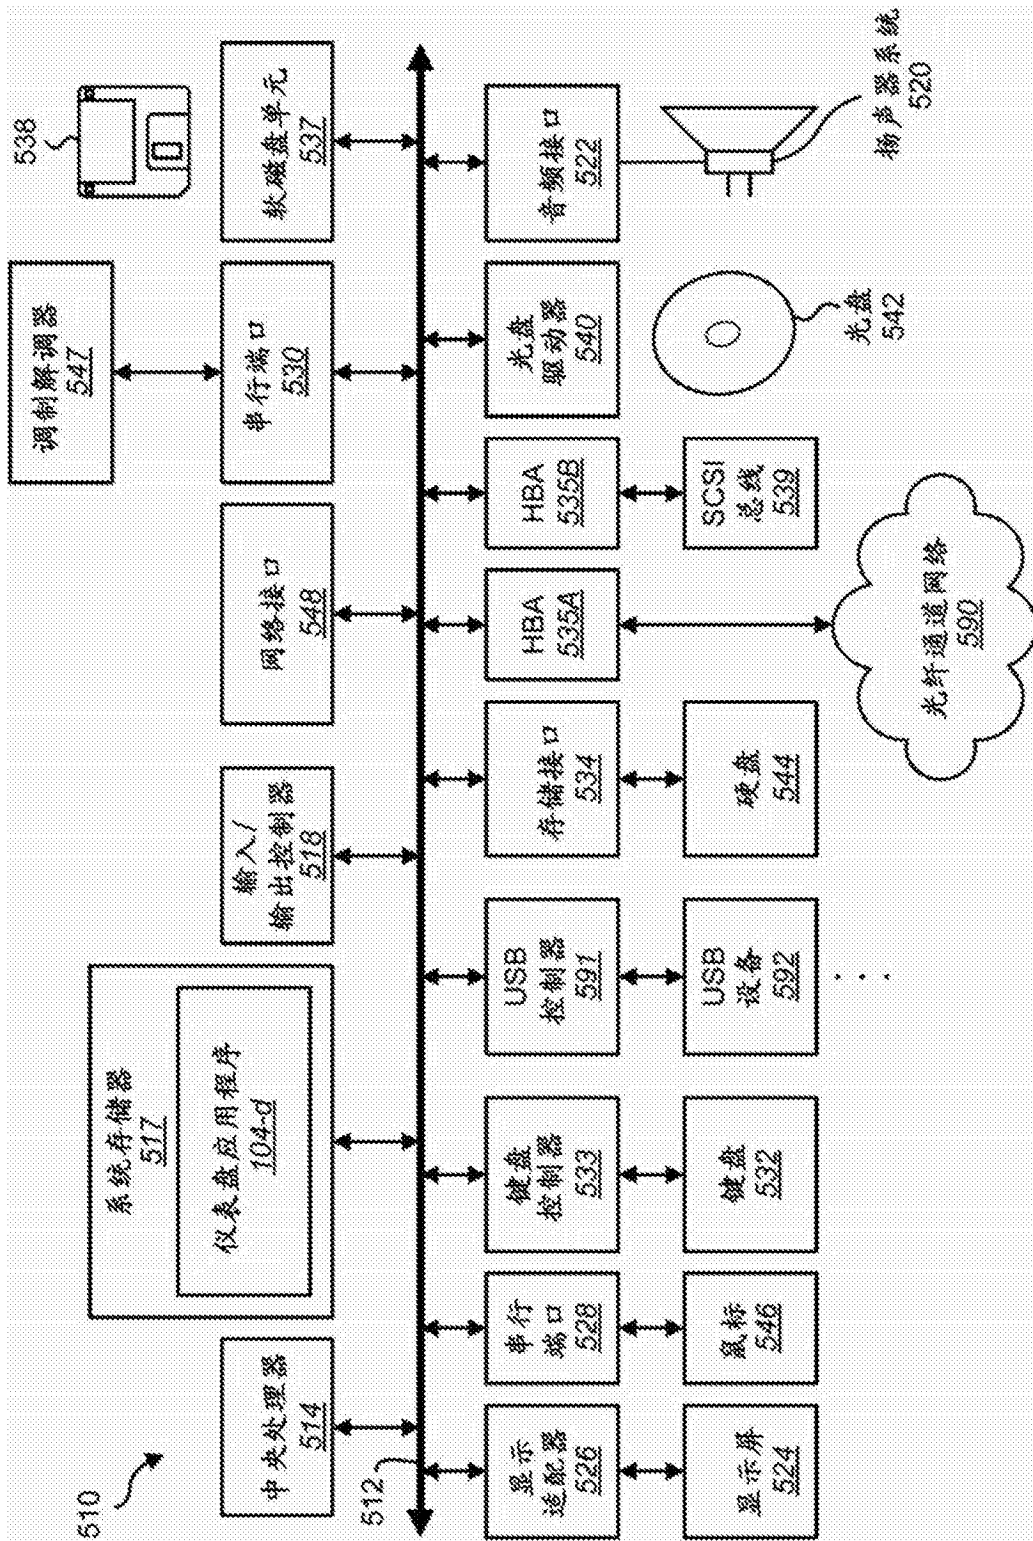 510
中央处理器
514
系统存储器
517
仪表盘应用程序
104-d
输入/
输出控制器
518
网络接口
548
调制解调器
547
串行端口
530
538
软磁盘单元
537
512
显示
适配器
526
串行
端口
528
键盘
控制器
533
USB
控制器
591
存储接口
534
HBA
535A
HBA
535B
光盘
驱动器
540
音频接口
522
显示屏
524
鼠标
546
键盘
532
USB
设备
592
硬盘
544
SCSI
总线
539
光盘
542
扬声器系统
520
. . .
光纤通道网络
590